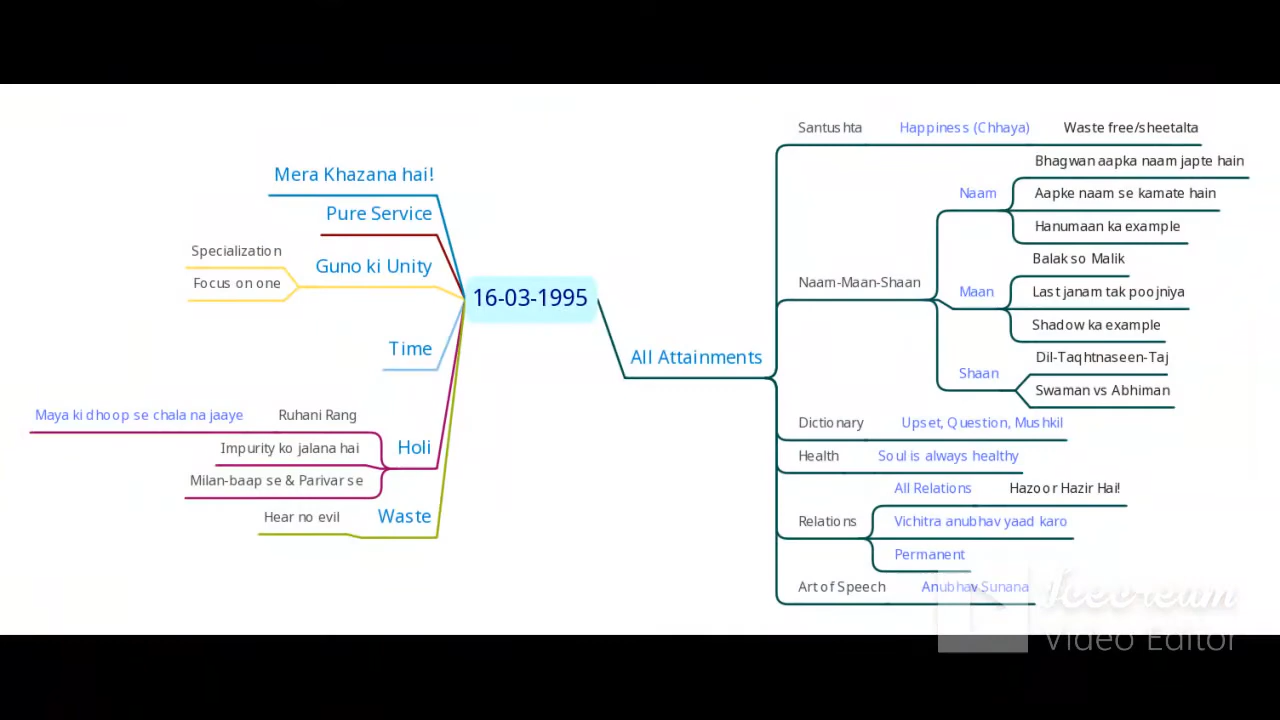 Mera Khazana hai!
Pure Service
Specialization
Focus on one
Guno ki Unity
Time
Maya ki dhoop se chala na jaaye
Ruhani Rang
Impurity ko jalana hai
Milan-baap se & Parivar se
Holi
Hear no evil
Waste
16-03-1995
All Attainments
Santushta
Happiness (Chhaya)
Waste free/sheetalta
Naam-Maan-Shaan
Naam
Bhagwan aapka naam japte hain
Aapke naam se kamate hain
Hanumaan ka example
Maan
Balak so Malik
Last janam tak poojniya
Shadow ka example
Shaan
Dil-Taqhtnaseen-Taj
Swaman vs Abhiman
Dictionary
Upset, Question, Mushkil
Health
Soul is always healthy
Relations
All Relations
Hazoor Hazir Hai!
Vichitra anubhav yaad karo
Permanent
Art of Speech
Anubhav Sunana
Icecream
Video Editor